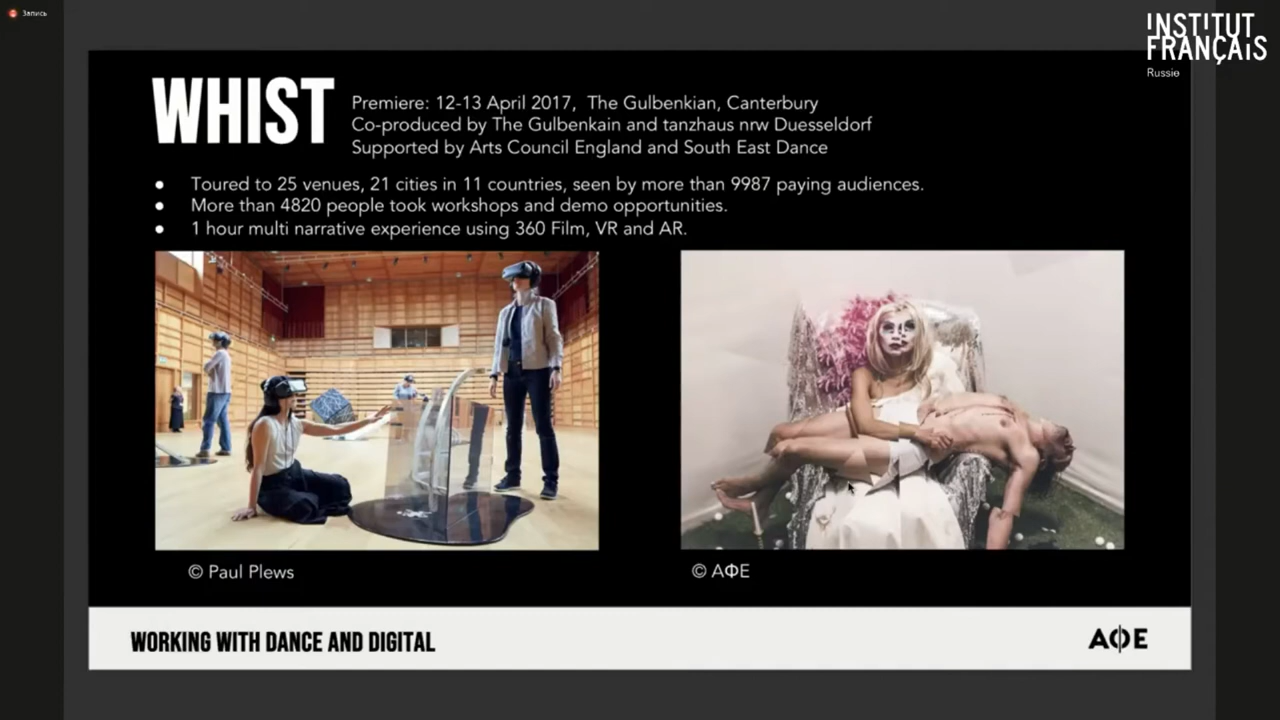 Запись
INSTITUT
FRANÇAIS
Russie
WHIST
Premiere: 12-13 April 2017, The Gulbenkian, Canterbury
Co-produced by The Gulbenkain and tanzhaus nrw Duesseldorf
Supported by Arts Council England and South East Dance
● Toured to 25 venues, 21 cities in 11 countries, seen by more than 9987 paying audiences.
● More than 4820 people took workshops and demo opportunities.
● 1 hour multi narrative experience using 360 Film, VR and AR.
© Paul Plews
© AΦE
WORKING WITH DANCE AND DIGITAL
AΦE